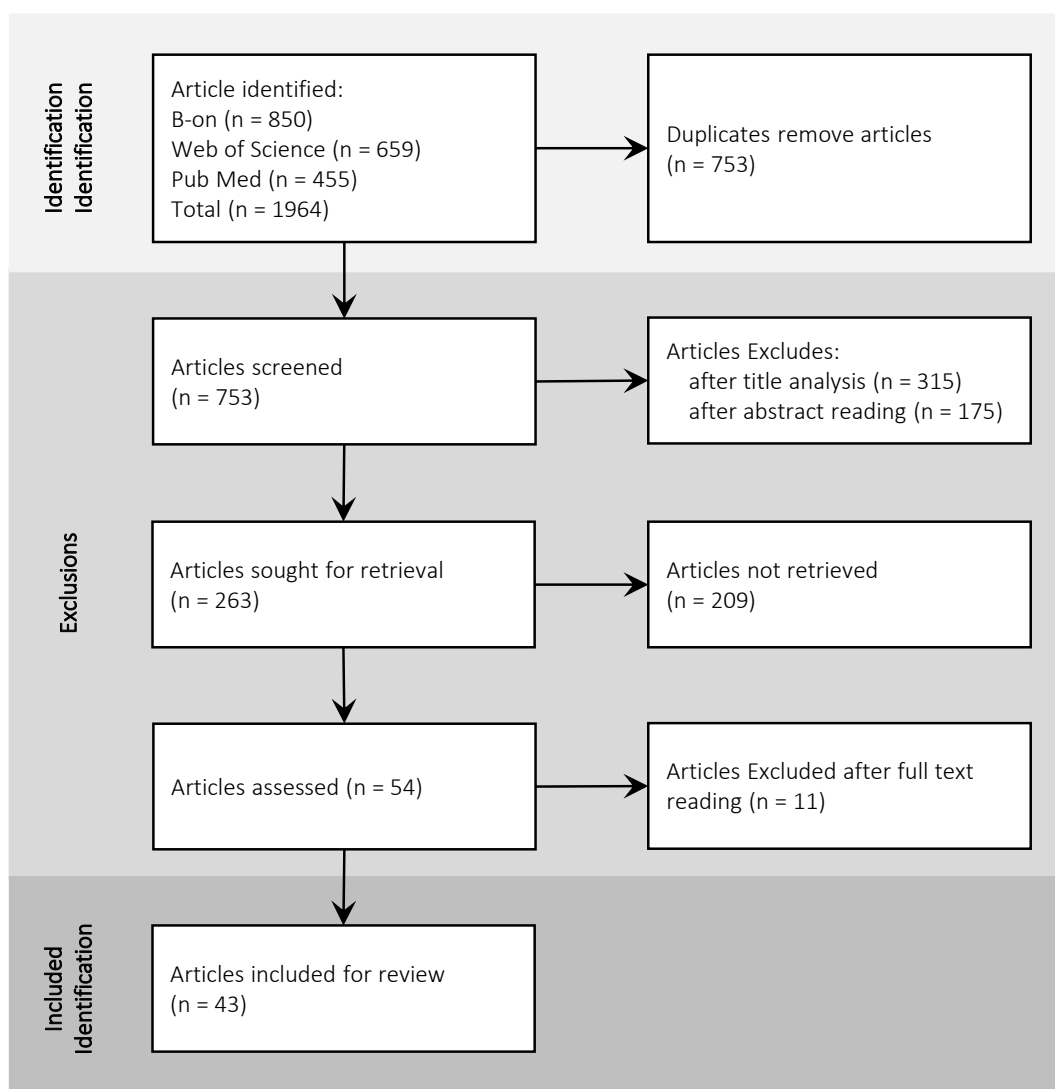 Identification
Identification
Article identified:
B-on (n = 850)
Web of Science (n = 659)
Pub Med (n = 455)
Total (n = 1964)
Duplicates remove articles
(n = 753)
Exclusions
Articles screened
(n = 753)
Articles Excludes:
after title analysis (n = 315)
after abstract reading (n = 175)
Articles sought for retrieval
(n = 263)
Articles not retrieved
(n = 209)
Articles assessed (n = 54)
Articles Excluded after full text
reading (n = 11)
Included
Identification
Articles included for review
(n = 43)